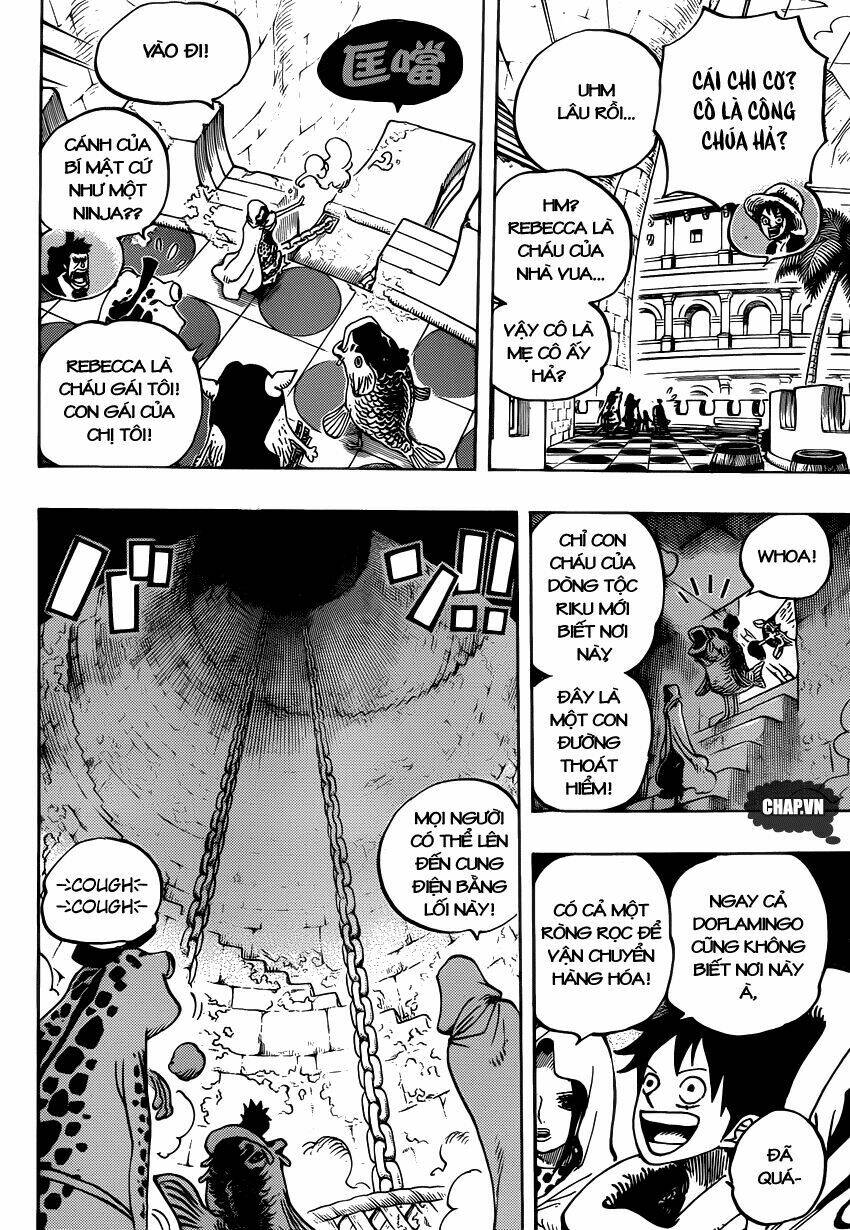 CÁI CHI CƠ?
CÔ LÀ CÔNG
CHÚA HẢ?
UHM
LÂU RỒI...
HM?
REBECCA LÀ
CHÁU CỦA
NHÀ VUA...
VẬY CÔ LÀ
MẸ CÔ ẤY
HẢ?
匡噹
VÀO ĐI!
CÁNH CỦA
BÍ MẬT CỨ
NHƯ MỘT
NINJA??
REBECCA LÀ
CHÁU GÁI TÔI!
CON GÁI CỦA
CHỊ TÔI!
WHOA!
CHỈ CON
CHÁU CỦA
DÒNG TỘC
RIKU MỚI
BIẾT NƠI
NÀY.
ĐÂY LÀ
MỘT CON
ĐƯỜNG
THOÁT
HIỂM!
CHAP.VN
MỌI NGƯỜI
CÓ THỂ LÊN
ĐẾN CUNG
ĐIỆN BẰNG
LỐI NÀY!
COUGH
COUGH
NGAY CẢ
DOFLAMINGO
CŨNG KHÔNG
BIẾT NƠI NÀY
À,
CÓ CẢ MỘT
RÒNG RỌC ĐỂ
VẬN CHUYỂN
HÀNG HÓA!
ĐÃ
QUÁ-